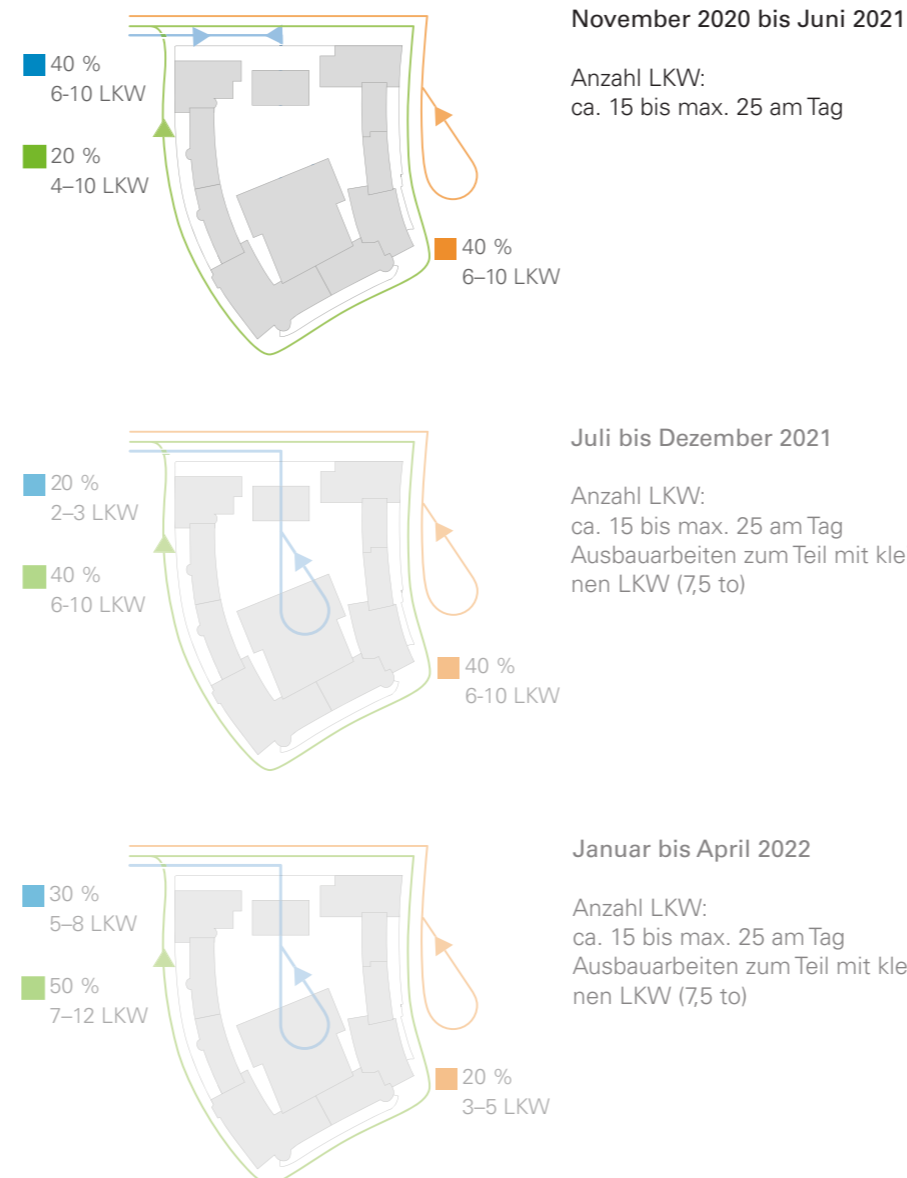 November 2020 bis Juni 2021
Anzahl LKW:
ca. 15 bis max. 25 am Tag
40 %
6-10 LKW
20 %
4–10 LKW
40 %
6–10 LKW
Juli bis Dezember 2021
Anzahl LKW:
ca. 15 bis max. 25 am Tag
Ausbauarbeiten zum Teil mit kle
nen LKW (7,5 to)
20 %
2–3 LKW
40 %
6-10 LKW
40 %
6-10 LKW
Januar bis April 2022
Anzahl LKW:
ca. 15 bis max. 25 am Tag
Ausbauarbeiten zum Teil mit kle
nen LKW (7,5 to)
30 %
5–8 LKW
50 %
7–12 LKW
20 %
3–5 LKW